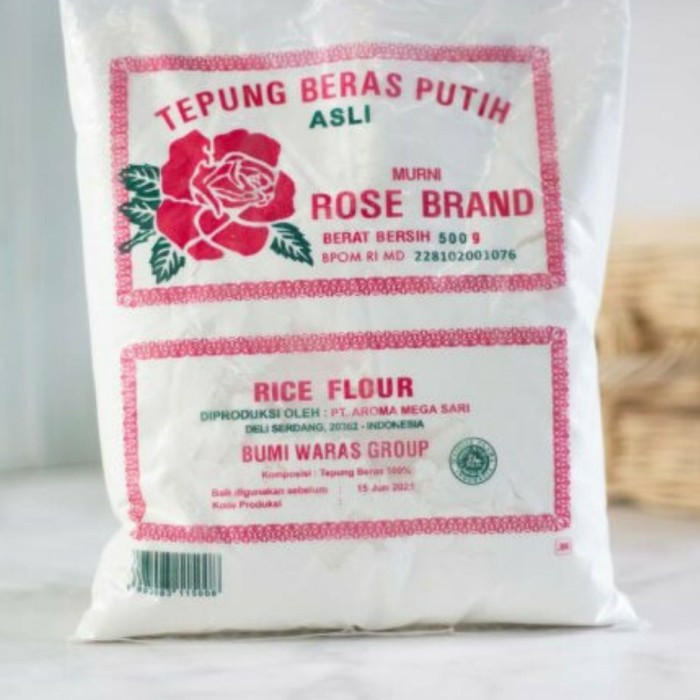 TEPUNG BERAS PUTIH
ASLI
MURNI
ROSE BRAND
BERAT BERSIH 500 g
BPOM RI MD 228102001076
RICE FLOUR
DIPRODUKSI OLEH : PT. AROMA MEGA SARI
DELI SERDANG, 20362 - INDONESIA
BUMI WARAS GROUP
Komposisi : Tepung Beras 100%
Baik digunakan sebelum : 15 Jun 2021
Kode Produksi :